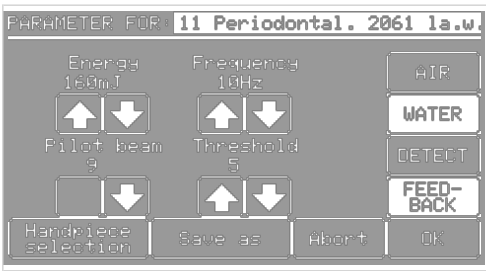 PARAMETER FOR: 11 Periodontal. 2061 la.w.
Energy Frequency
160mJ 10Hz
AIR
WATER
Pilot beam Threshold
9 5
DETECT
FEED-
BACK
Handpiece
selection
Save as
Abort
OK